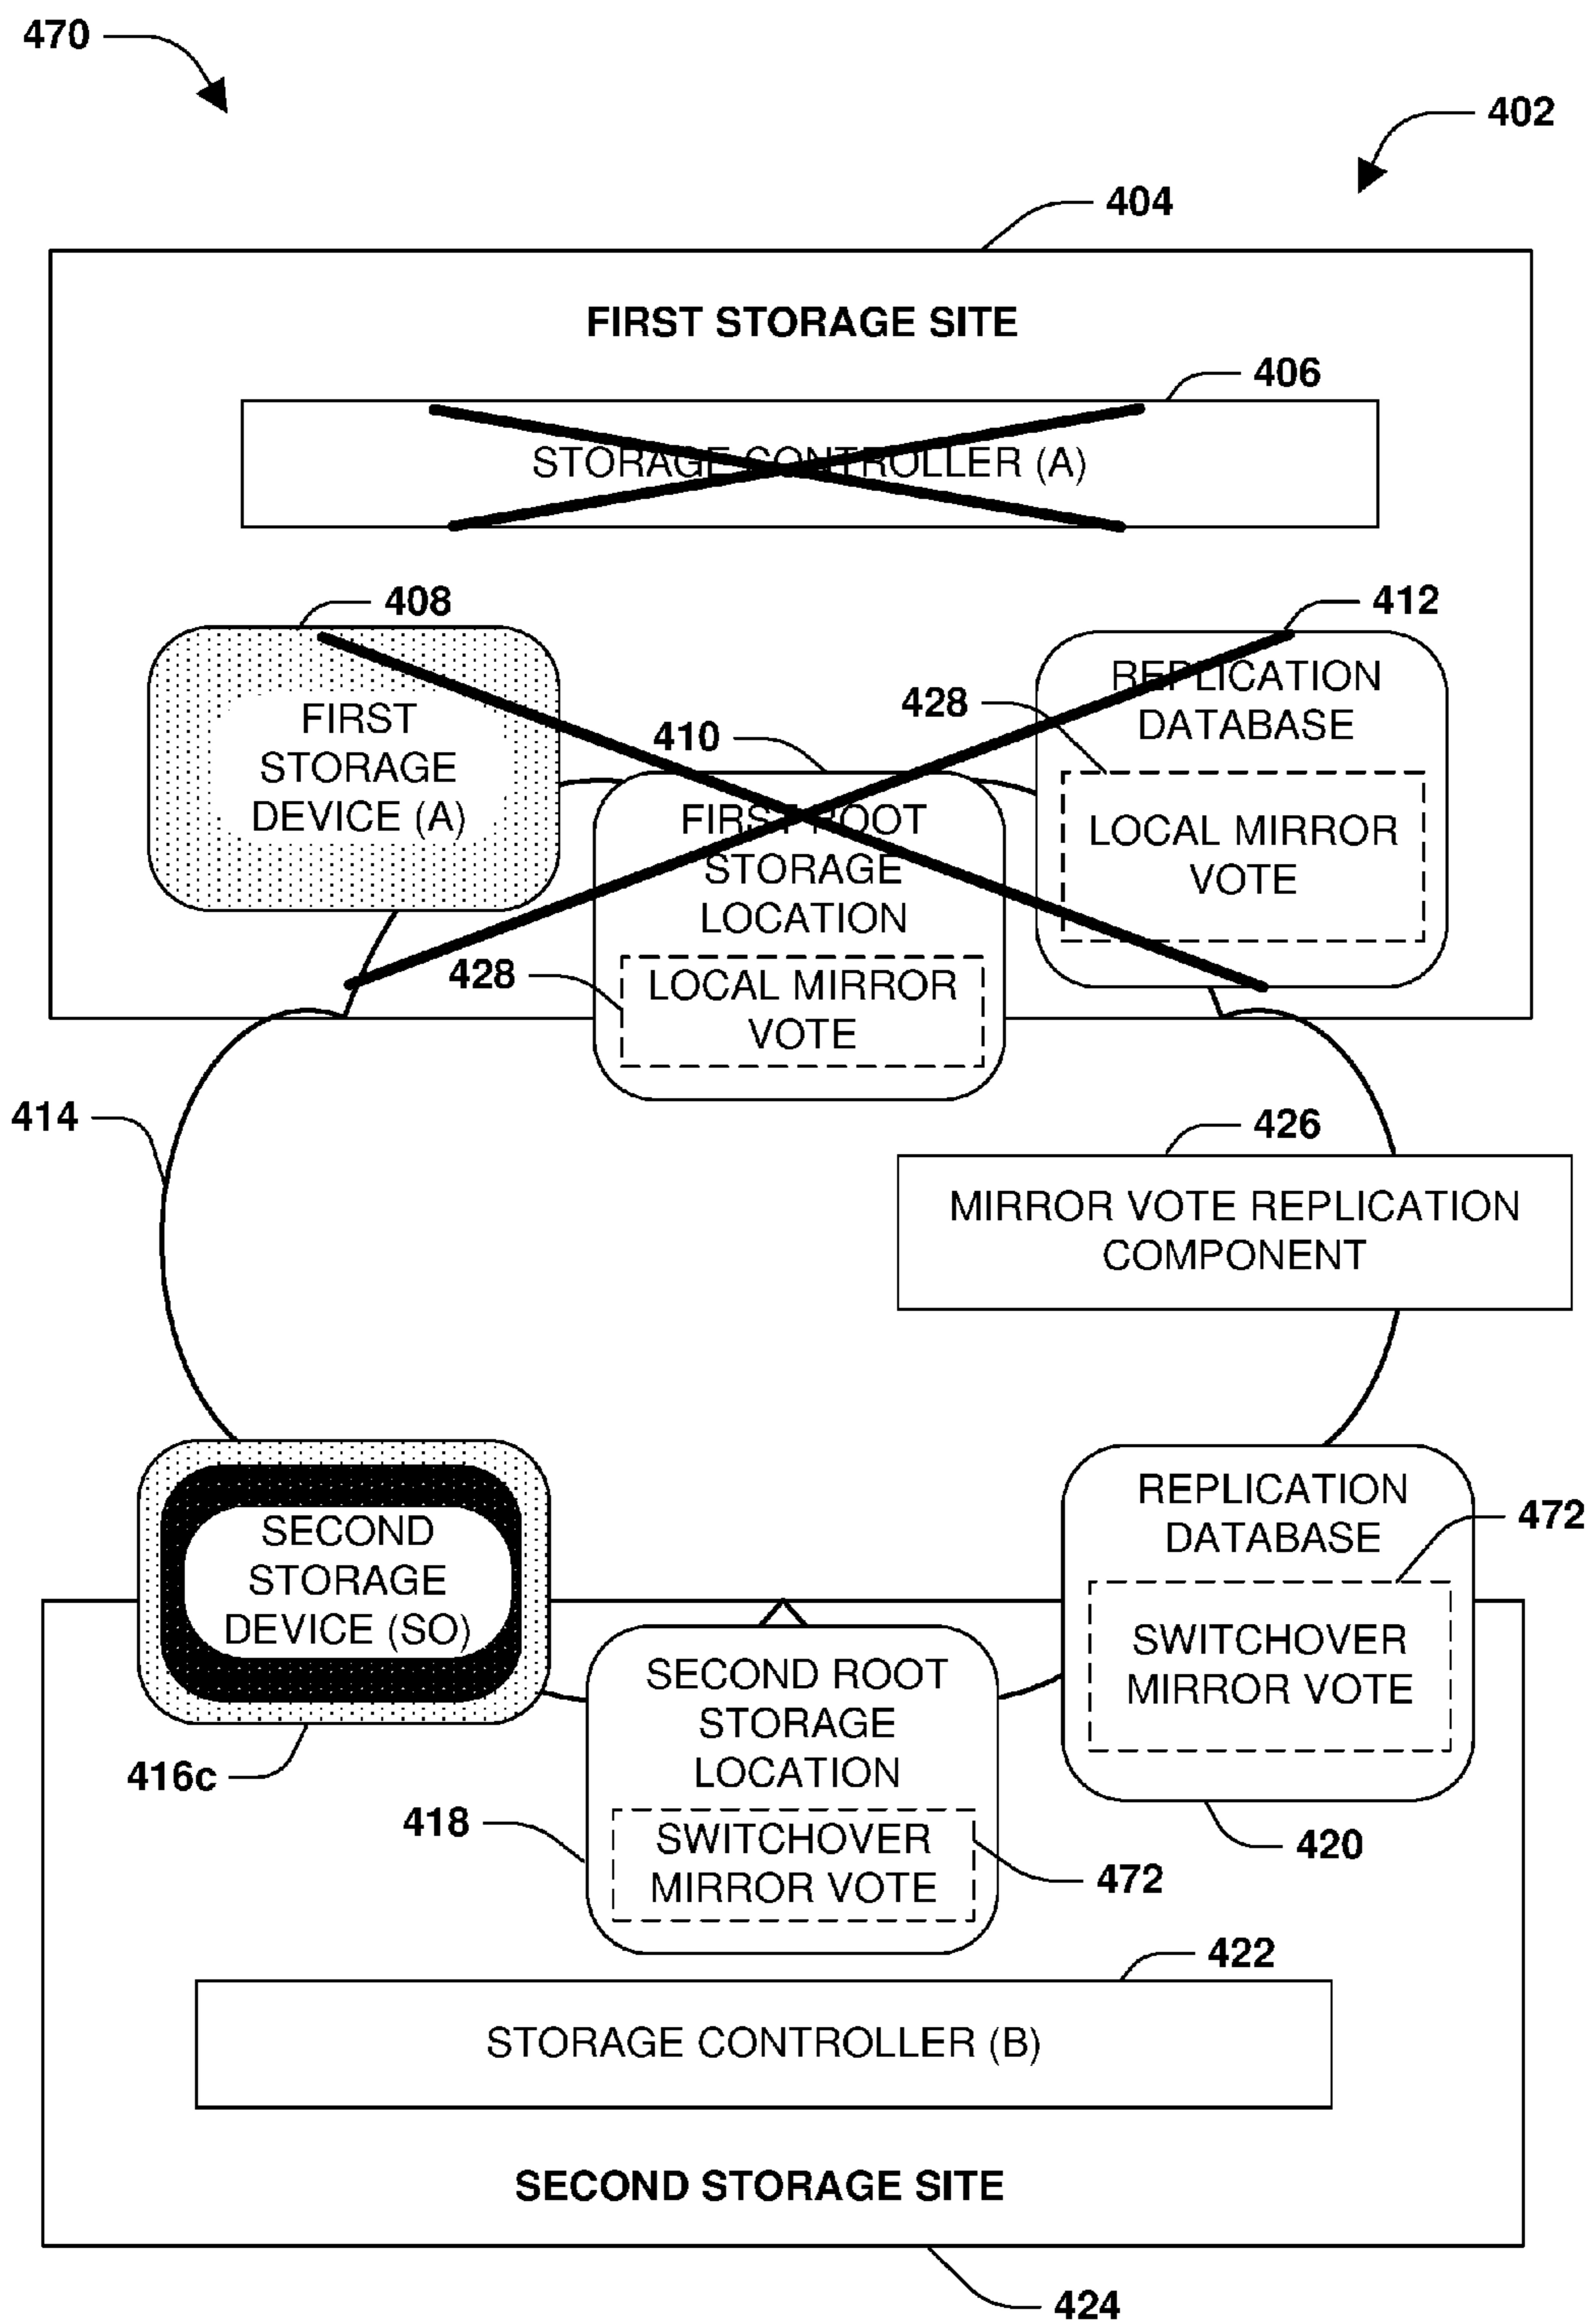 470
402
404
FIRST STORAGE SITE
406
STORAGE CONTROLLER (A)
408
412
FIRST
STORAGE
DEVICE (A)
410
428
REPLICATION
DATABASE
LOCAL MIRROR
VOTE
FIRST ROOT
STORAGE
LOCATION
428
LOCAL MIRROR
VOTE
414
426
MIRROR VOTE REPLICATION
COMPONENT
SECOND
STORAGE
DEVICE (SO)
416c
REPLICATION
DATABASE
472
SWITCHOVER
MIRROR VOTE
420
SECOND ROOT
STORAGE
LOCATION
418
SWITCHOVER
MIRROR VOTE
472
422
STORAGE CONTROLLER (B)
SECOND STORAGE SITE
424